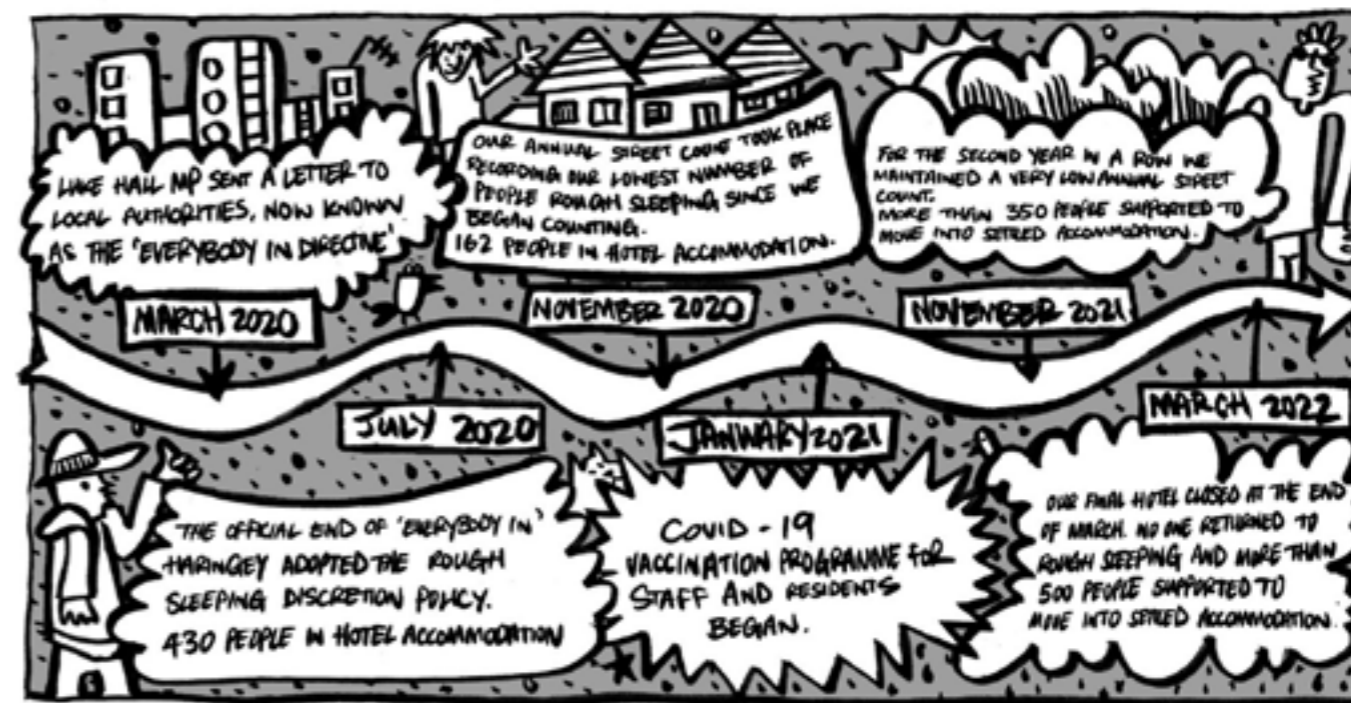 LUKE HALL MP SENT A LETTER TO
LOCAL AUTHORITIES, NOW KNOWN
AS THE 'EVERYBODY IN DIRECTIVE'
MARCH 2020
THE OFFICIAL END OF 'EVERYBODY IN'
HARINGEY ADOPTED THE ROUGH
SLEEPING DISCRETION POLICY.
430 PEOPLE IN HOTEL ACCOMMODATION
JULY 2020
OUR ANNUAL STREET COUNT TOOK PLACE
RECORDING OUR LOWEST NUMBER OF
PEOPLE ROUGH SLEEPING SINCE WE
BEGAN COUNTING.
162 PEOPLE IN HOTEL ACCOMMODATION.
NOVEMBER 2020
JANUARY 2021
COVID-19
VACCINATION PROGRAMME FOR
STAFF AND RESIDENTS
BEGAN.
FOR THE SECOND YEAR IN A ROW WE
MAINTAINED A VERY LOW ANNUAL STREET
COUNT.
MORE THAN 350 PEOPLE SUPPORTED TO
MOVE INTO SETTLED ACCOMMODATION.
NOVEMBER 2021
MARCH 2022
OUR FINAL HOTEL CLOSED AT THE END
OF MARCH. NO ONE RETURNED TO
ROUGH SLEEPING AND MORE THAN
500 PEOPLE SUPPORTED TO
MOVE INTO SETTLED ACCOMMODATION.